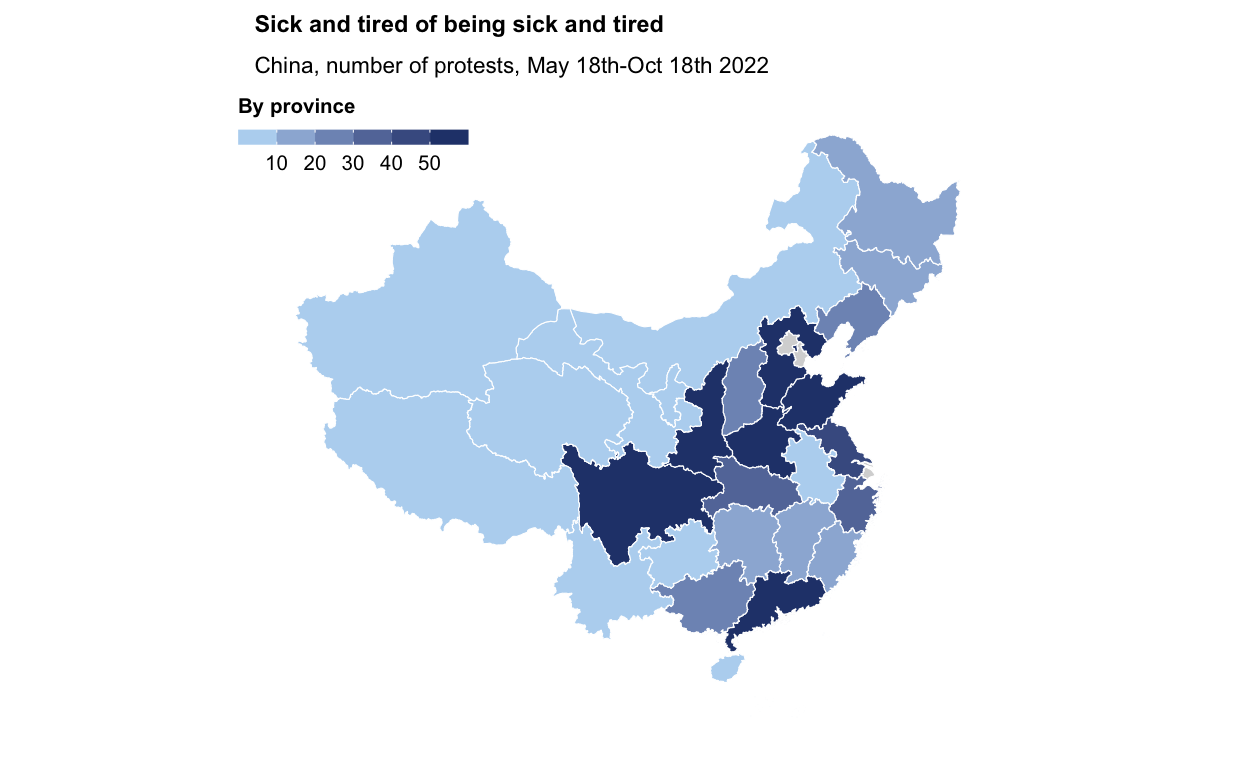 Sick and tired of being sick and tired
China, number of protests, May 18th-Oct 18th 2022
By province
10 20 30 40 50